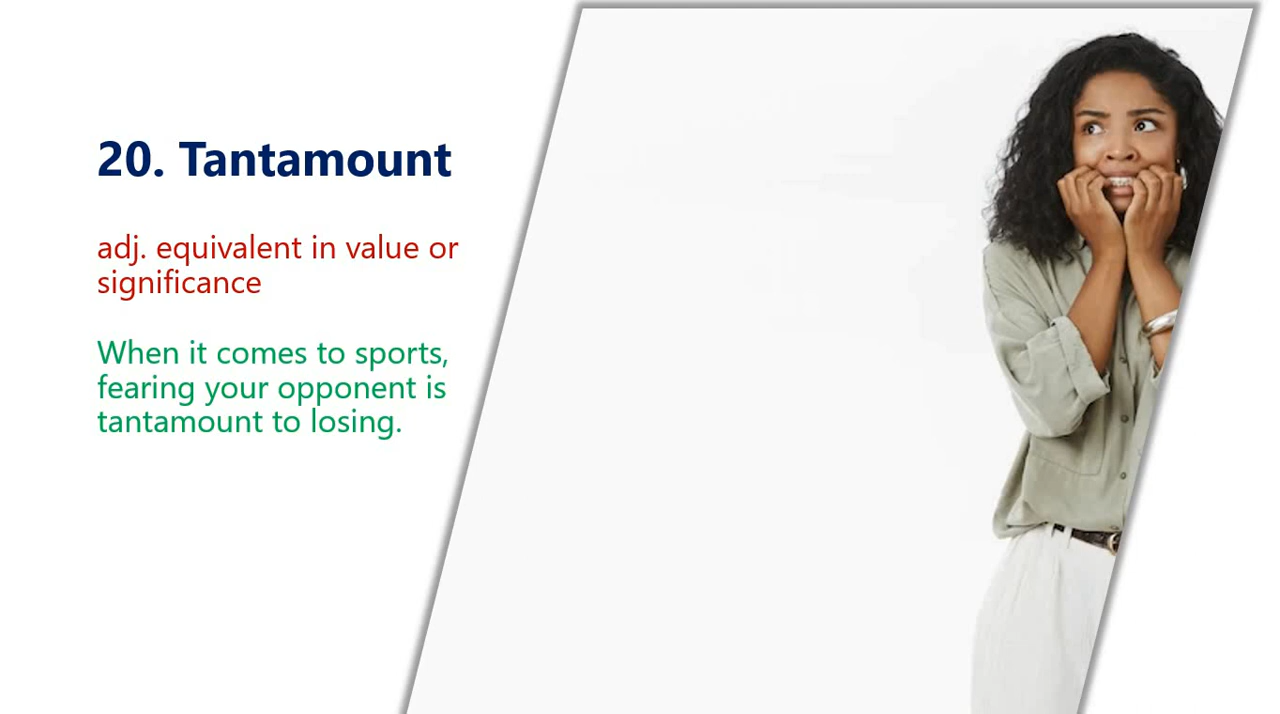 20. Tantamount
adj. equivalent in value or
significance
When it comes to sports,
fearing your opponent is
tantamount to losing.